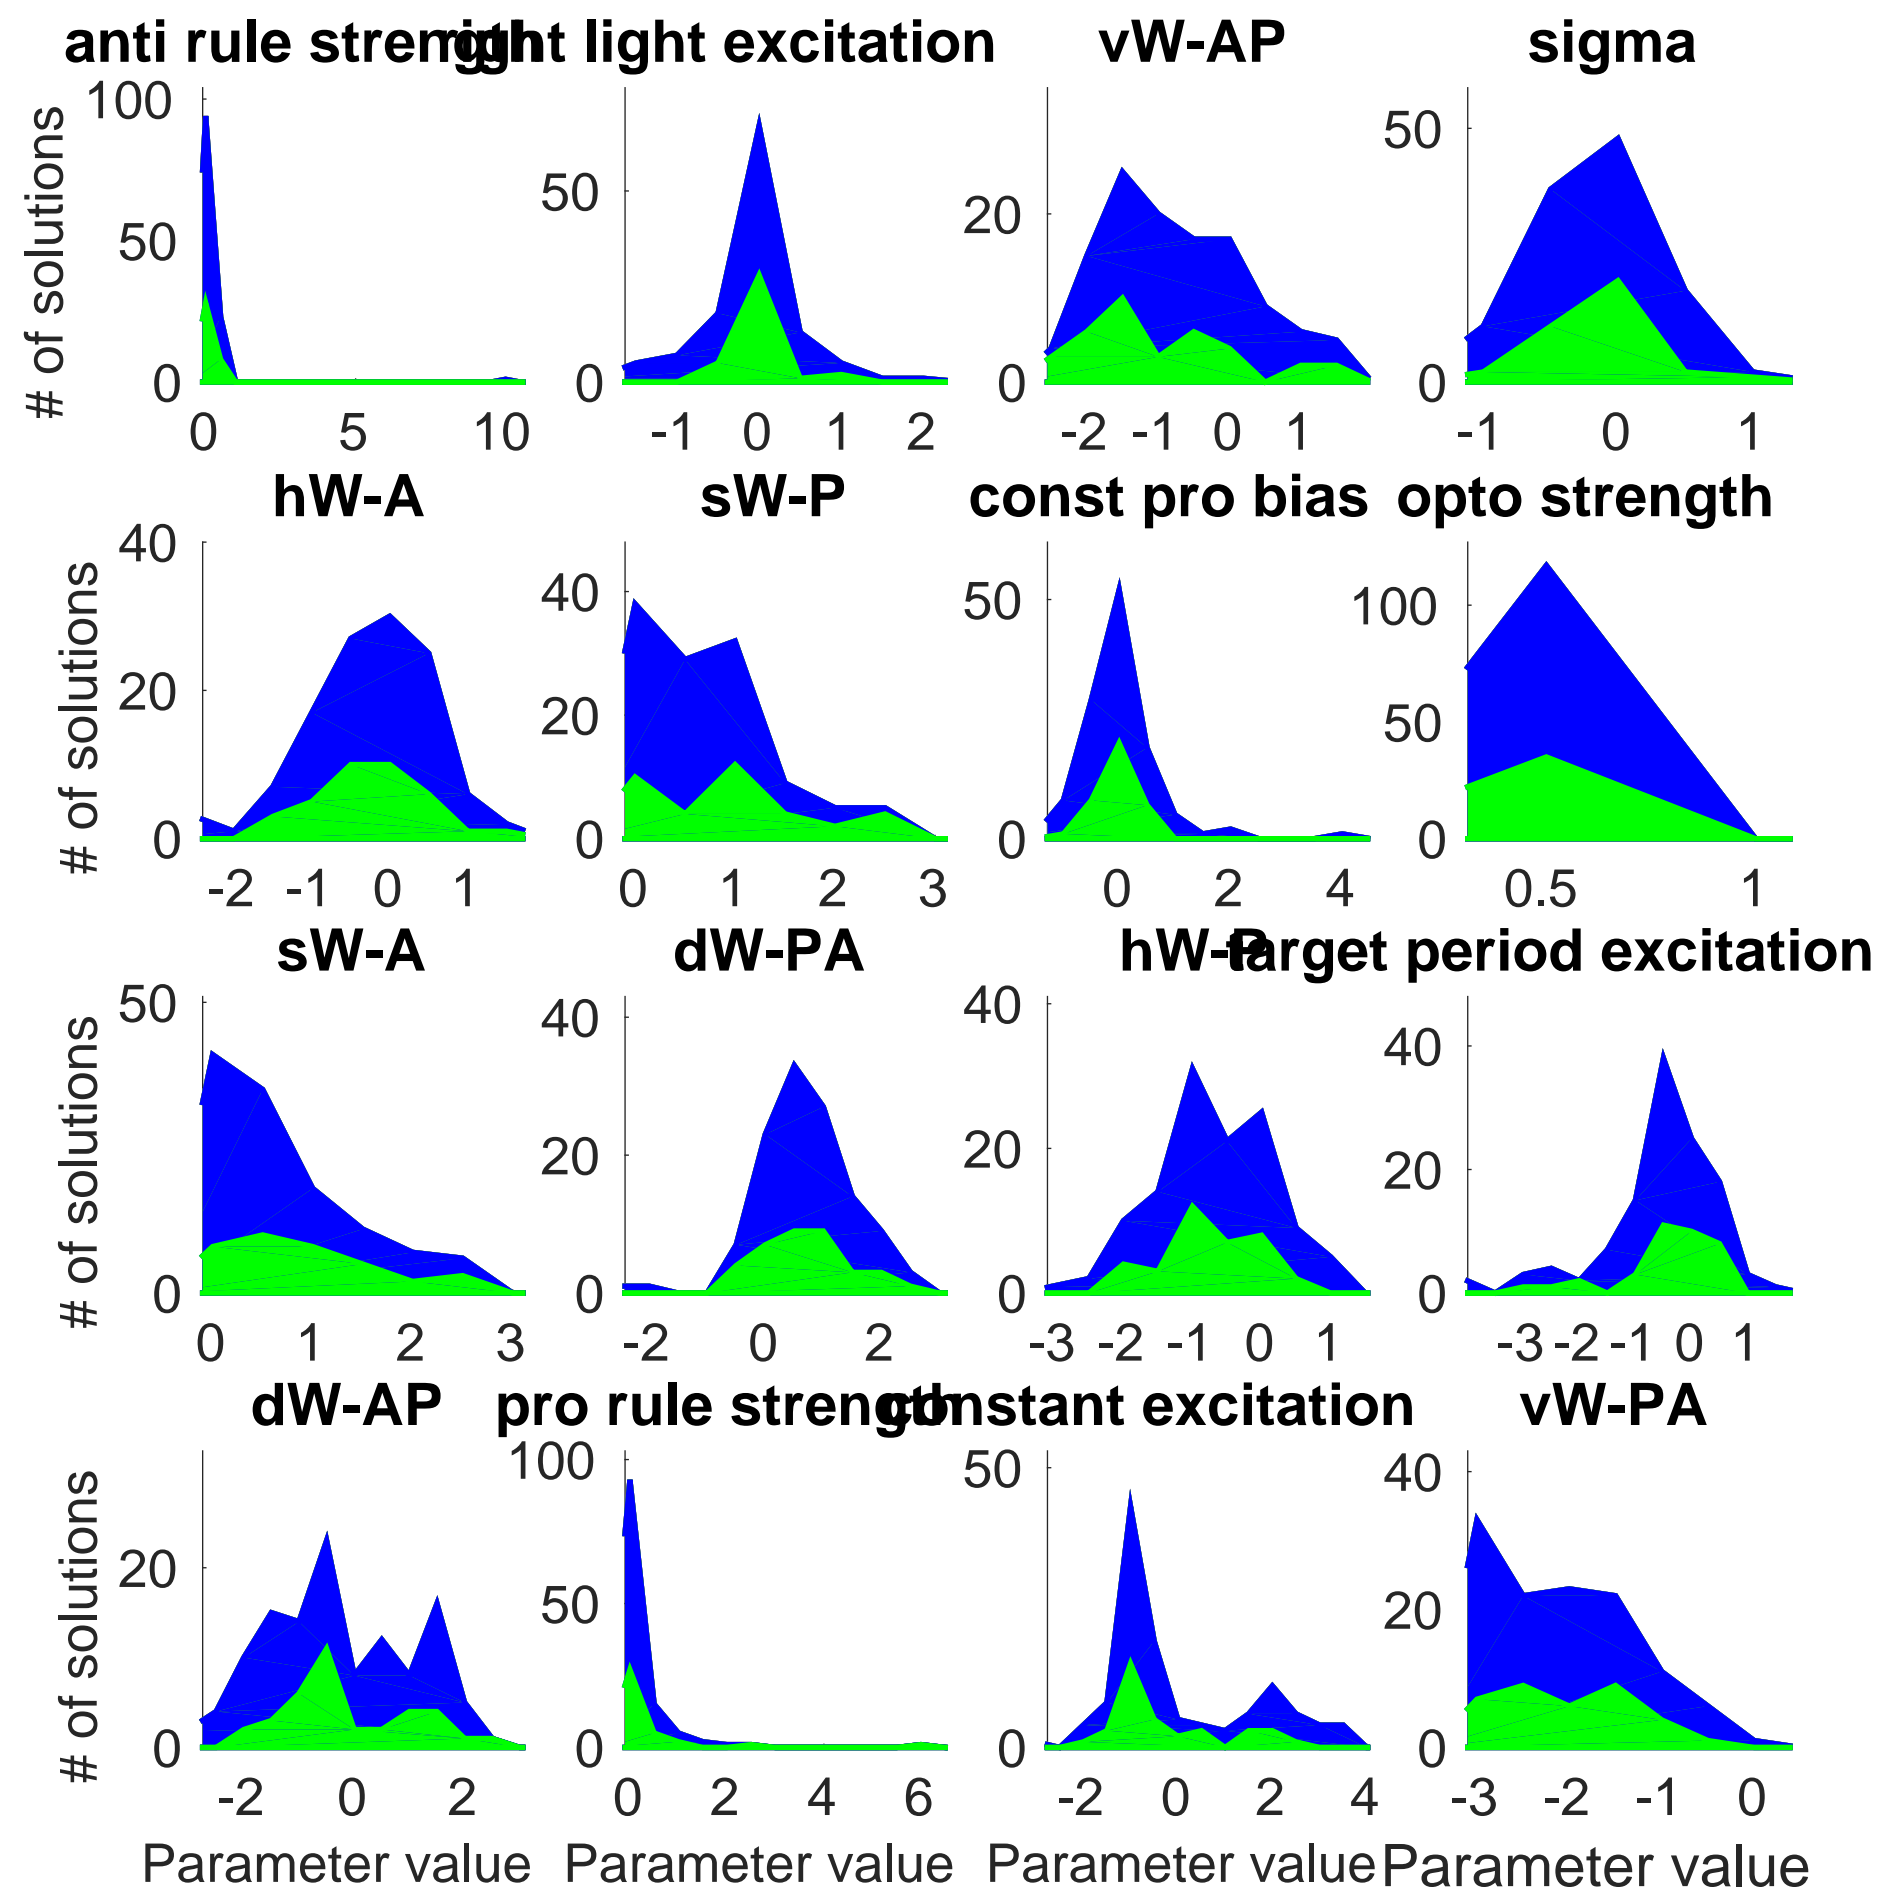 anti rule strength right light excitation vW-AP sigma
# of solutions
100
50
0
0 5 10
50
0
-1 0 1 2
20
0
-2 -1 0 1
50
0
-1 0 1
hW-A sW-P const pro bias opto strength
# of solutions
40
20
0
-2 -1 0 1
40
20
0
0 1 2 3
50
0
0 2 4
100
50
0
0.5 1
sW-A dW-PA hW-P target period excitation
# of solutions
50
0
0 1 2 3
40
20
0
-2 0 2
40
20
0
-3 -2 -1 0 1
40
20
0
-3 -2 -1 0 1
dW-AP pro rule strength constant excitation vW-PA
# of solutions
20
0
-2 0 2
100
50
0
0 2 4 6
50
0
-2 0 2 4
40
20
0
-3 -2 -1 0
Parameter value Parameter value Parameter value Parameter value